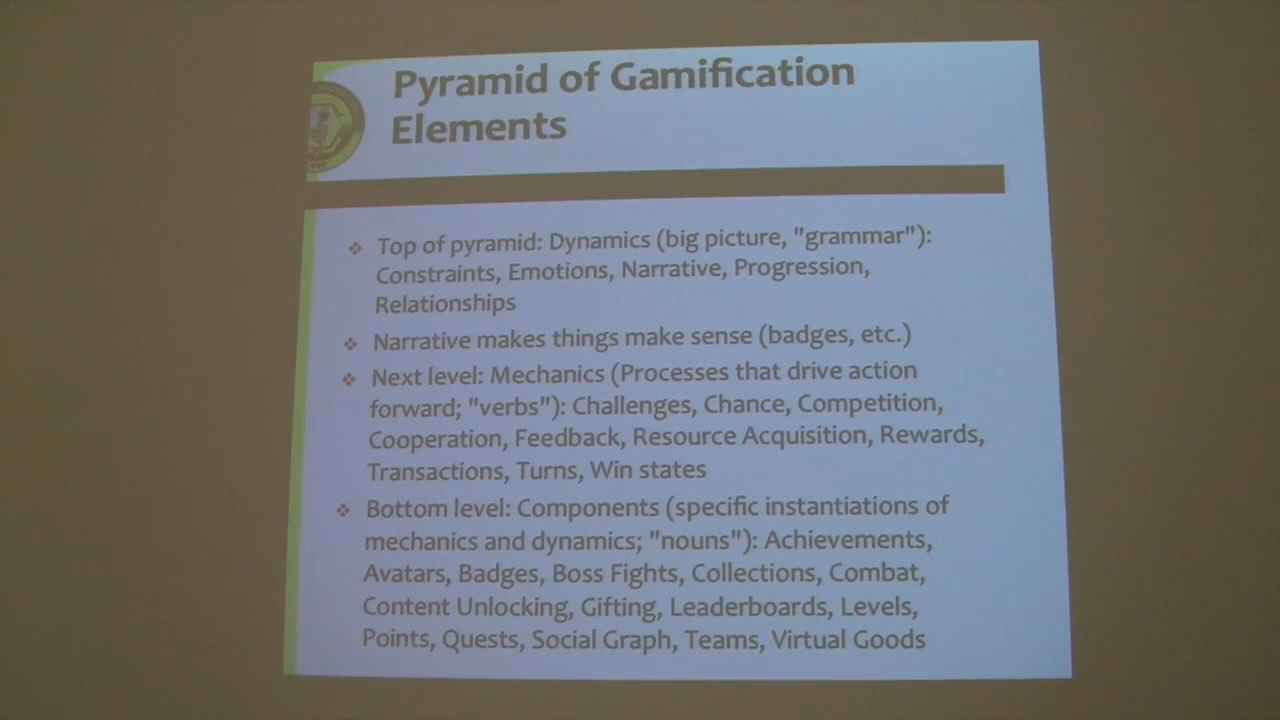 Pyramid of Gamification
Elements
❖ Top of pyramid: Dynamics (big picture, "grammar"):
Constraints, Emotions, Narrative, Progression,
Relationships
❖ Narrative makes things make sense (badges, etc.)
❖ Next level: Mechanics (Processes that drive action
forward; "verbs"): Challenges, Chance, Competition,
Cooperation, Feedback, Resource Acquisition, Rewards,
Transactions, Turns, Win states
❖ Bottom level: Components (specific instantiations of
mechanics and dynamics; "nouns"): Achievements,
Avatars, Badges, Boss Fights, Collections, Combat,
Content Unlocking, Gifting, Leaderboards, Levels,
Points, Quests, Social Graph, Teams, Virtual Goods